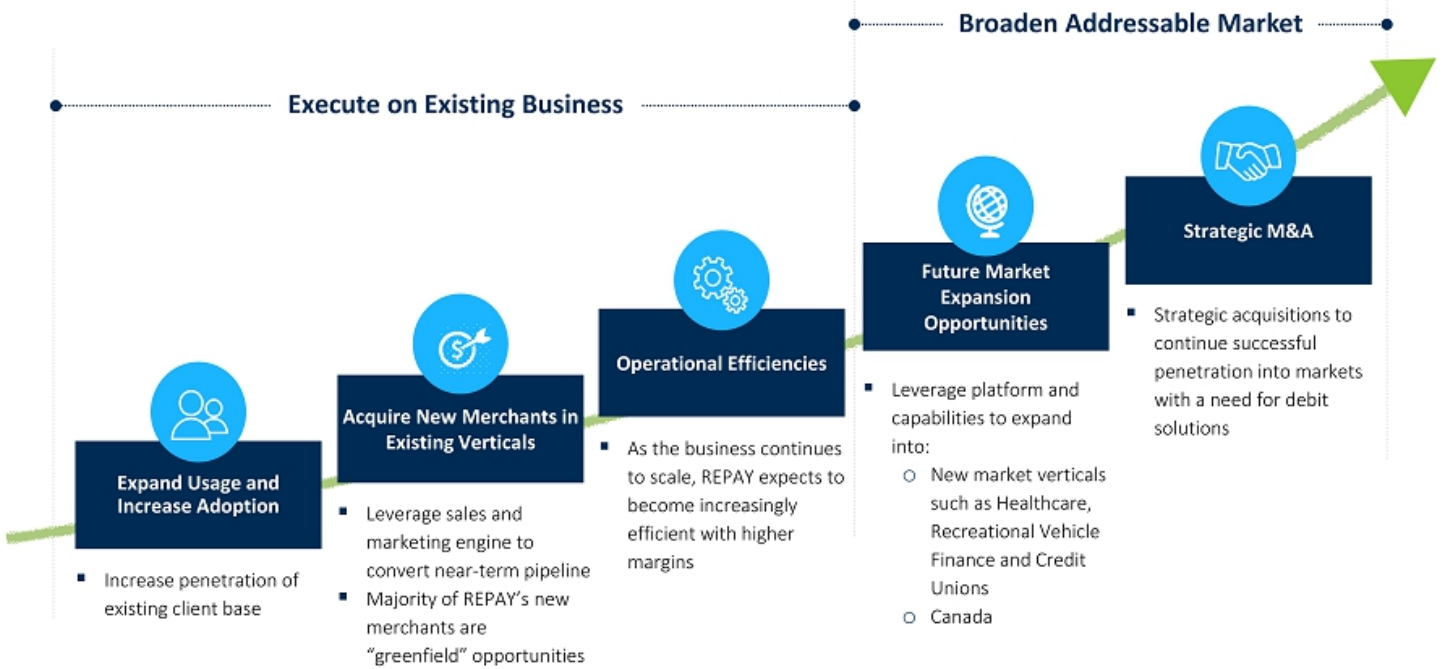 Broaden Addressable Market
Execute on Existing Business
Expand Usage and
Increase Adoption
▪ Increase penetration of
existing client base
$
Acquire New Merchants in
Existing Verticals
▪ Leverage sales and
marketing engine to
convert near-term pipeline
▪ Majority of REPAY’s new
merchants are
“greenfield” opportunities
Operational Efficiencies
▪ As the business continues
to scale, REPAY expects to
become increasingly
efficient with higher
margins
Future Market
Expansion
Opportunities
▪ Leverage platform and
capabilities to expand
into:
o New market verticals
such as Healthcare,
Recreational Vehicle
Finance and Credit
Unions
o Canada
Strategic M&A
▪ Strategic acquisitions to
continue successful
penetration into markets
with a need for debit
solutions